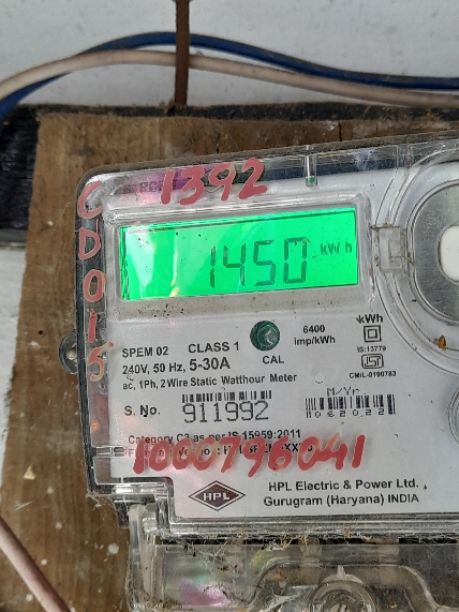 1392
CD015
1450 kWh
SPEM 02 CLASS 1
240V, 50 Hz, 5-30A
CAL
6400
imp/kWh
kWh
IS:13779
CM/L-0190783
ac, 1Ph, 2 Wire Static Watthour Meter
S. No. 911992
M/Yr
Category C2 as per IS 15959:2011
1000796041
HPL
HPL Electric & Power Ltd.
Gurugram (Haryana) INDIA